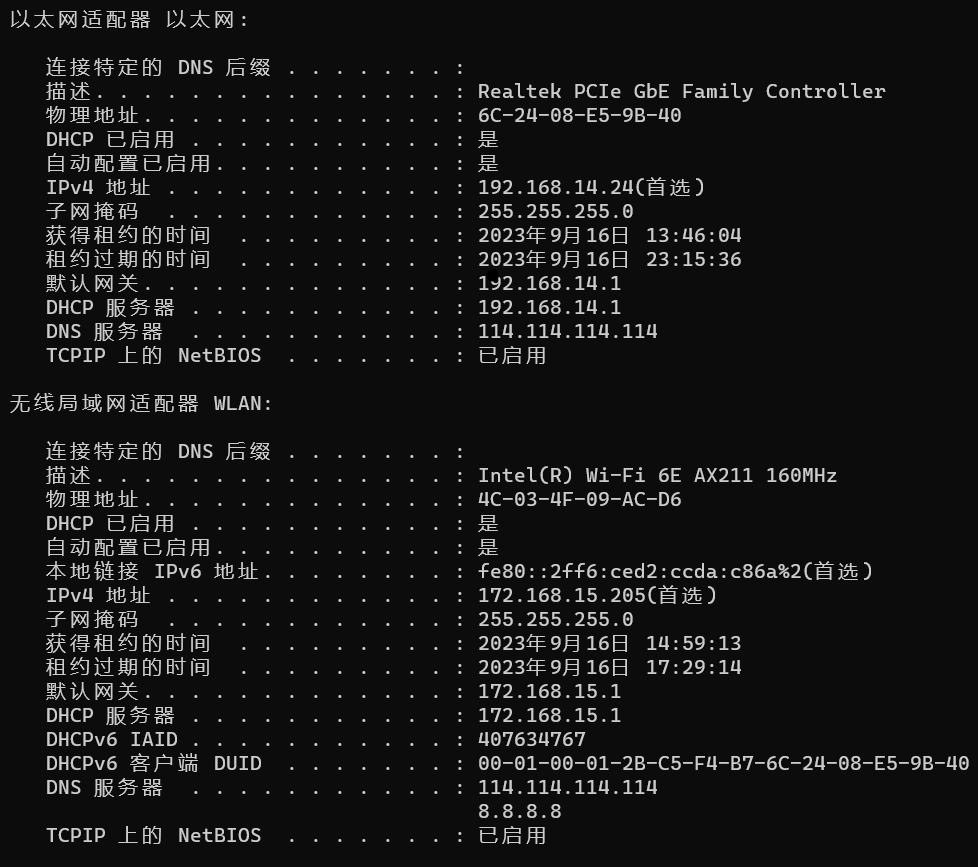 以太网适配器 以太网:
连接特定的 DNS 后缀 . . . . . . . :
描述. . . . . . . . . . . . . . . : Realtek PCIe GbE Family Controller
物理地址. . . . . . . . . . . . . : 6C-24-08-E5-9B-40
DHCP 已启用 . . . . . . . . . . . : 是
自动配置已启用. . . . . . . . . . : 是
IPv4 地址 . . . . . . . . . . . . : 192.168.14.24(首选)
子网掩码  . . . . . . . . . . . . : 255.255.255.0
获得租约的时间  . . . . . . . . . : 2023年9月16日 13:46:04
租约过期的时间  . . . . . . . . . : 2023年9月16日 23:15:36
默认网关. . . . . . . . . . . . . : 192.168.14.1
DHCP 服务器 . . . . . . . . . . . : 192.168.14.1
DNS 服务器  . . . . . . . . . . . : 114.114.114.114
TCPIP 上的 NetBIOS  . . . . . . . : 已启用
无线局域网适配器 WLAN:
连接特定的 DNS 后缀 . . . . . . . :
描述. . . . . . . . . . . . . . . : Intel(R) Wi-Fi 6E AX211 160MHz
物理地址. . . . . . . . . . . . . : 4C-03-4F-09-AC-D6
DHCP 已启用 . . . . . . . . . . . : 是
自动配置已启用. . . . . . . . . . : 是
本地链接 IPv6 地址. . . . . . . . : fe80::2ff6:ced2:ccda:c86a%2(首选)
IPv4 地址 . . . . . . . . . . . . : 172.168.15.205(首选)
子网掩码  . . . . . . . . . . . . : 255.255.255.0
获得租约的时间  . . . . . . . . . : 2023年9月16日 14:59:13
租约过期的时间  . . . . . . . . . : 2023年9月16日 17:29:14
默认网关. . . . . . . . . . . . . : 172.168.15.1
DHCP 服务器 . . . . . . . . . . . : 172.168.15.1
DHCPv6 IAID . . . . . . . . . . . : 407634767
DHCPv6 客户端 DUID  . . . . . . . : 00-01-00-01-2B-C5-F4-B7-6C-24-08-E5-9B-40
DNS 服务器  . . . . . . . . . . . : 114.114.114.114
8.8.8.8
TCPIP 上的 NetBIOS  . . . . . . . : 已启用